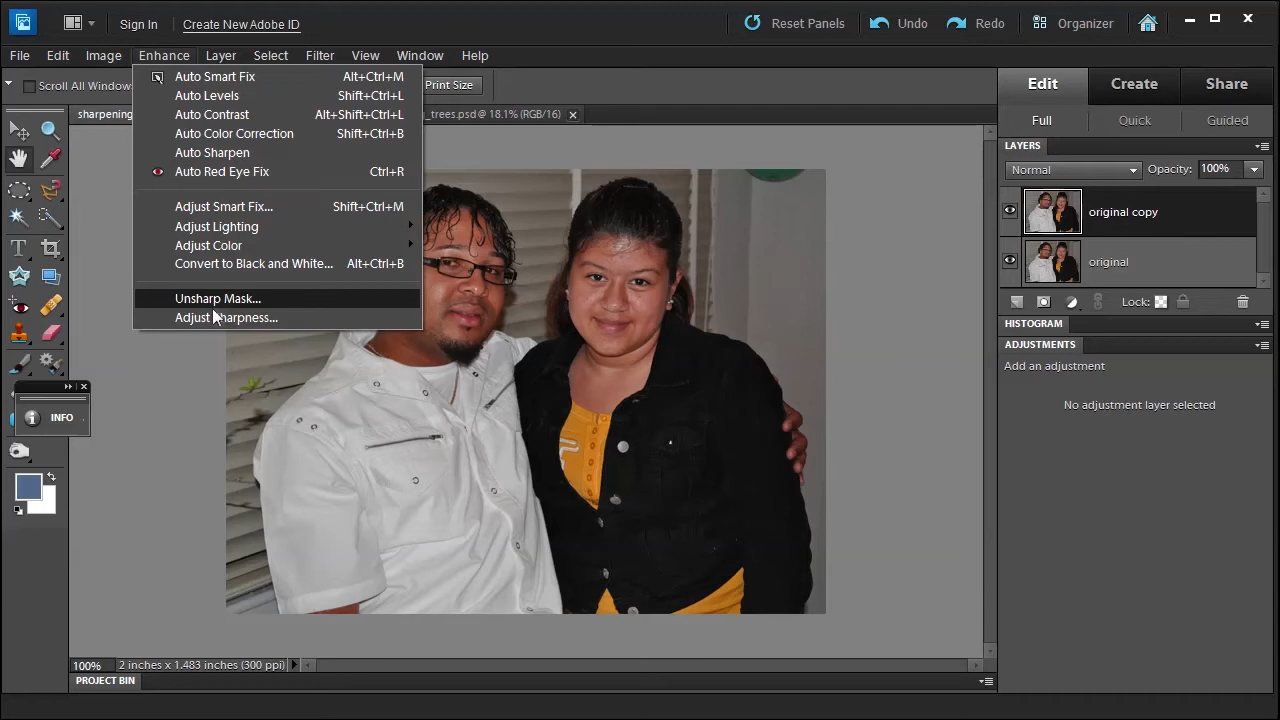 Sign In
Create New Adobe ID
Reset Panels
Undo
Redo
Organizer
File Edit Image Enhance Layer Select Filter View Window Help
Scroll All Window
Print Size
Edit Create Share
Full Quick Guided
sharpening
_trees.psd @ 18.1% (RGB/16)
Auto Smart Fix Alt+Ctrl+M
Auto Levels Shift+Ctrl+L
Auto Contrast Alt+Shift+Ctrl+L
Auto Color Correction Shift+Ctrl+B
Auto Sharpen
Auto Red Eye Fix Ctrl+R
Adjust Smart Fix... Shift+Ctrl+M
Adjust Lighting
Adjust Color
Convert to Black and White... Alt+Ctrl+B
Unsharp Mask...
Adjust Sharpness...
LAYERS
Normal Opacity: 100%
original copy
original
Lock:
HISTOGRAM
ADJUSTMENTS
Add an adjustment
No adjustment layer selected
INFO
100% 2 inches x 1.483 inches (300 ppi)
PROJECT BIN